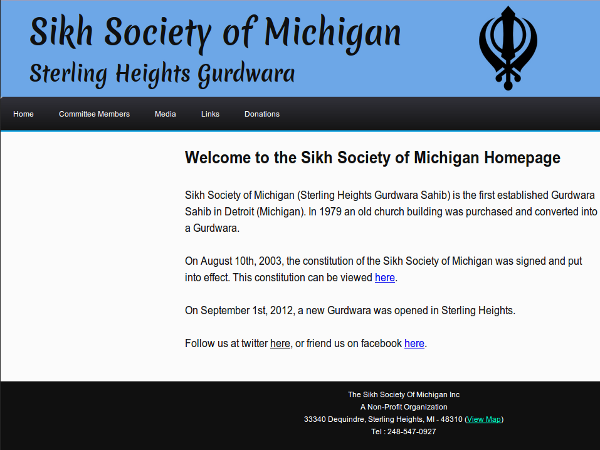 Sikh Society of Michigan
Sterling Heights Gurdwara
Home Committee Members Media Links Donations
Welcome to the Sikh Society of Michigan Homepage
Sikh Society of Michigan (Sterling Heights Gurdwara Sahib) is the first established Gurdwara
Sahib in Detroit (Michigan). In 1979 an old church building was purchased and converted into
a Gurdwara.
On August 10th, 2003, the constitution of the Sikh Society of Michigan was signed and put
into effect. This constitution can be viewed here.
On September 1st, 2012, a new Gurdwara was opened in Sterling Heights.
Follow us at twitter here, or friend us on facebook here.
The Sikh Society Of Michigan Inc
A Non-Profit Organization
33340 Dequindre, Sterling Heights, MI - 48310 (View Map)
Tel : 248-547-0927